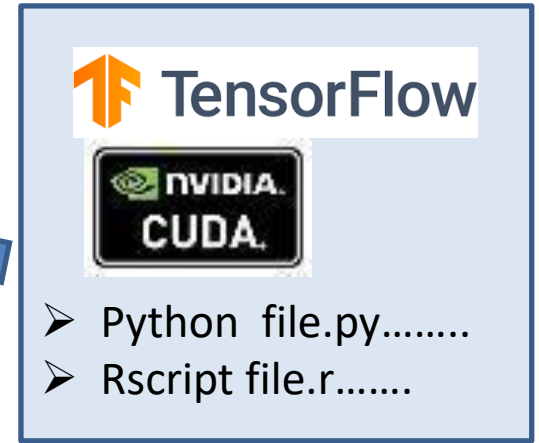 TensorFlow
NVIDIA.
CUDA.
➢ Python file.py……..
➢ Rscript file.r…….